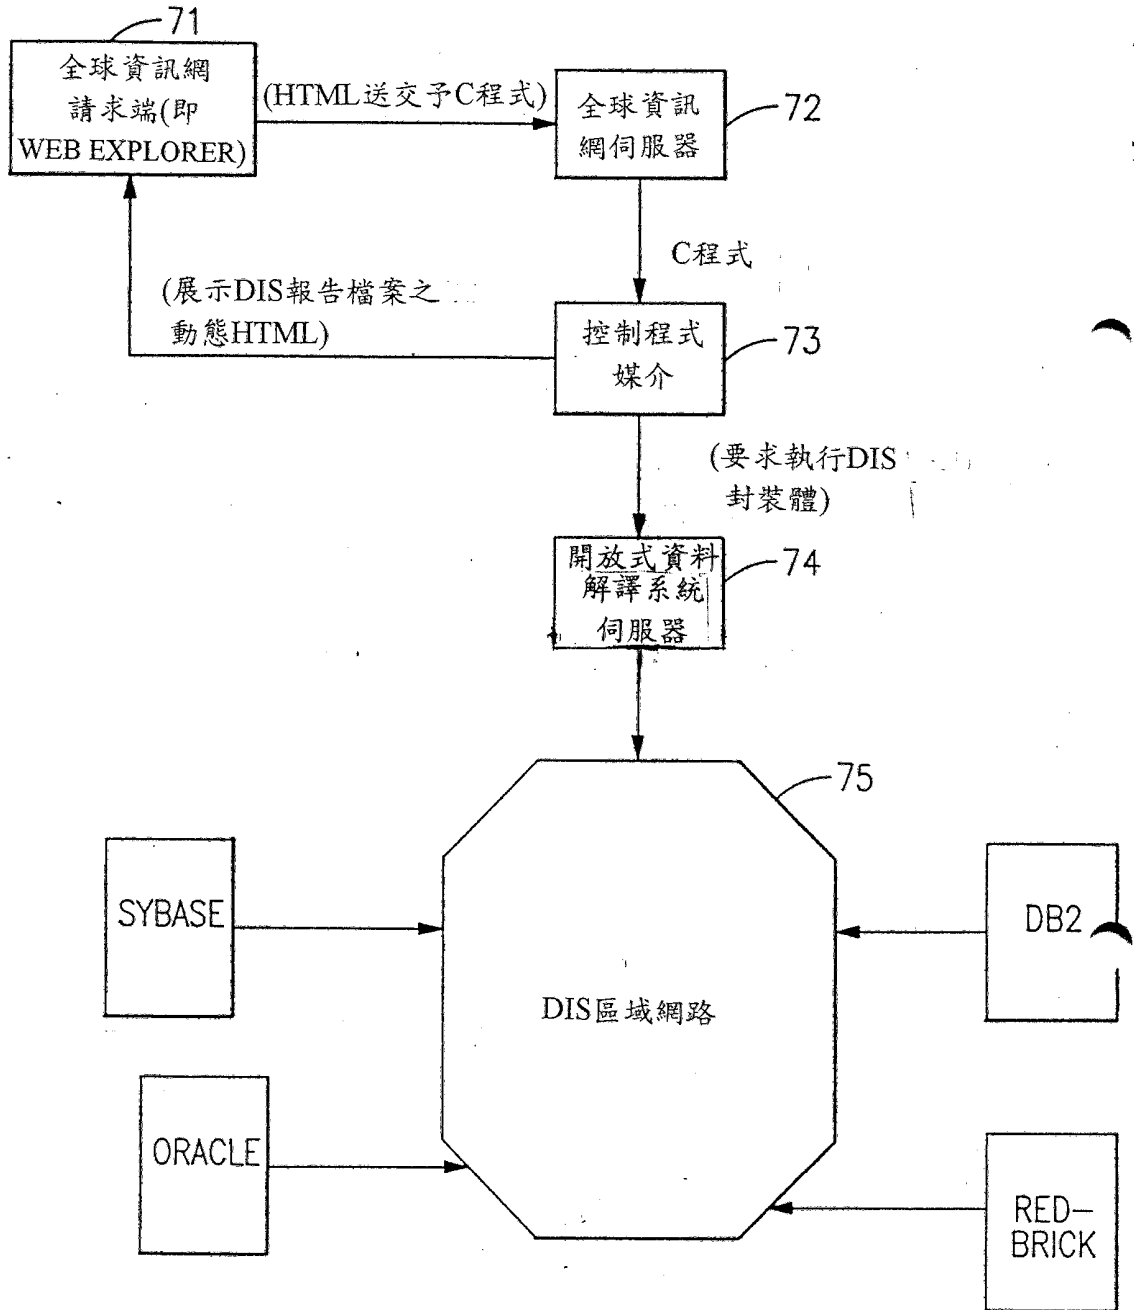 71
全球資訊網
請求端(即
WEB EXPLORER)
(HTML送交予C程式)
全球資訊
網伺服器
72
C程式
(展示DIS報告檔案之
動態HTML)
控制程式
媒介
73
(要求執行DIS
封裝體)
開放式資料
解譯系統
伺服器
74
75
SYBASE
DB2
DIS區域網路
ORACLE
RED-
BRICK